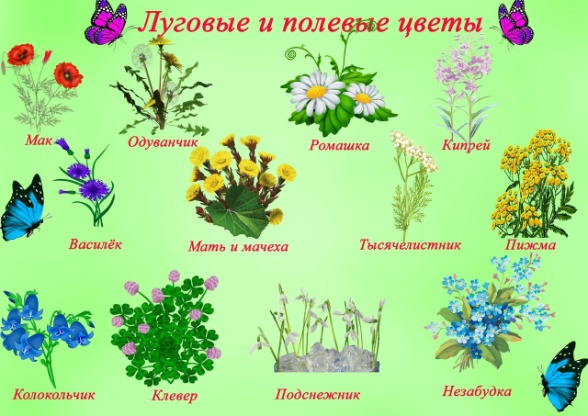 Луговые и полевые цветы
Мак
Одуванчик
Ромашка
Кипрей
Василёк
Мать и мачеха
Тысячелистник
Пижма
Колокольчик
Клевер
Подснежник
Незабудка